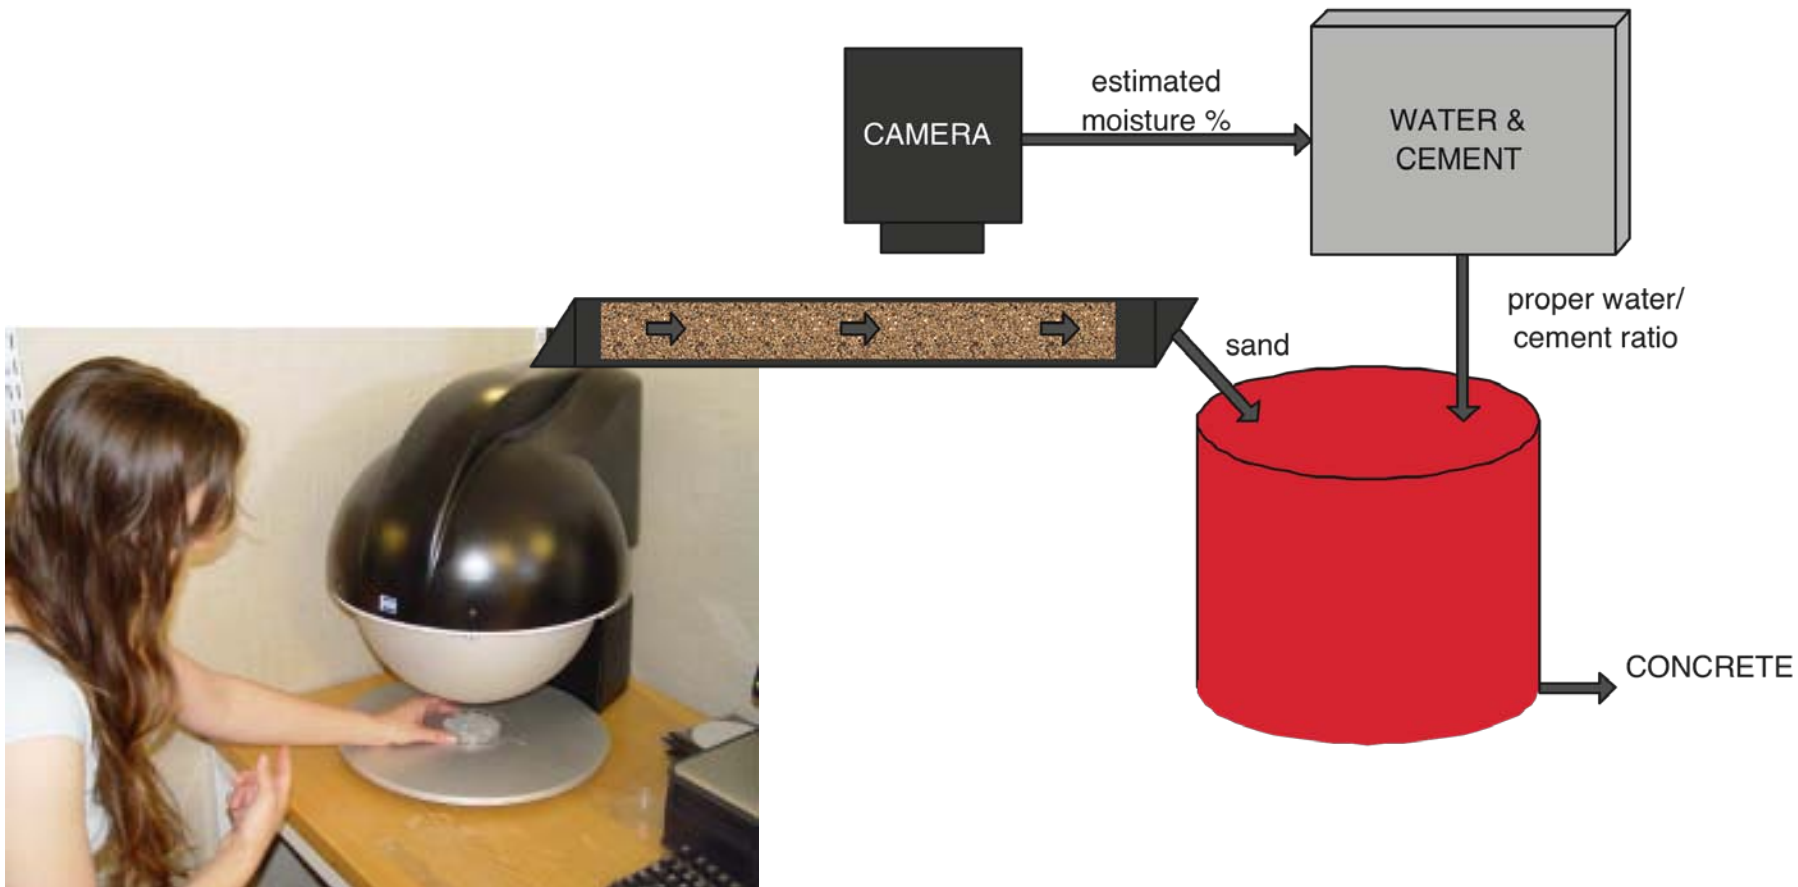 CAMERA
estimated
moisture %
WATER &
CEMENT
proper water/
cement ratio
sand
CONCRETE